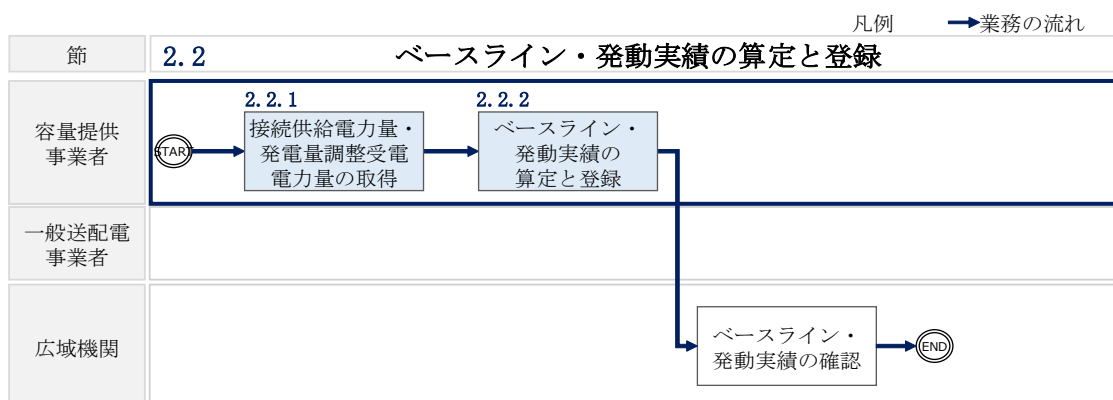 凡例 業務の流れ
節
2.2 ベースライン・発動実績の算定と登録
容量提供
事業者
START
2.2.1
接続供給電力量・
発電量調整受電
電力量の取得
2.2.2
ベースライン・
発動実績の
算定と登録
一般送配電
事業者
広域機関
ベースライン・
発動実績の確認
END